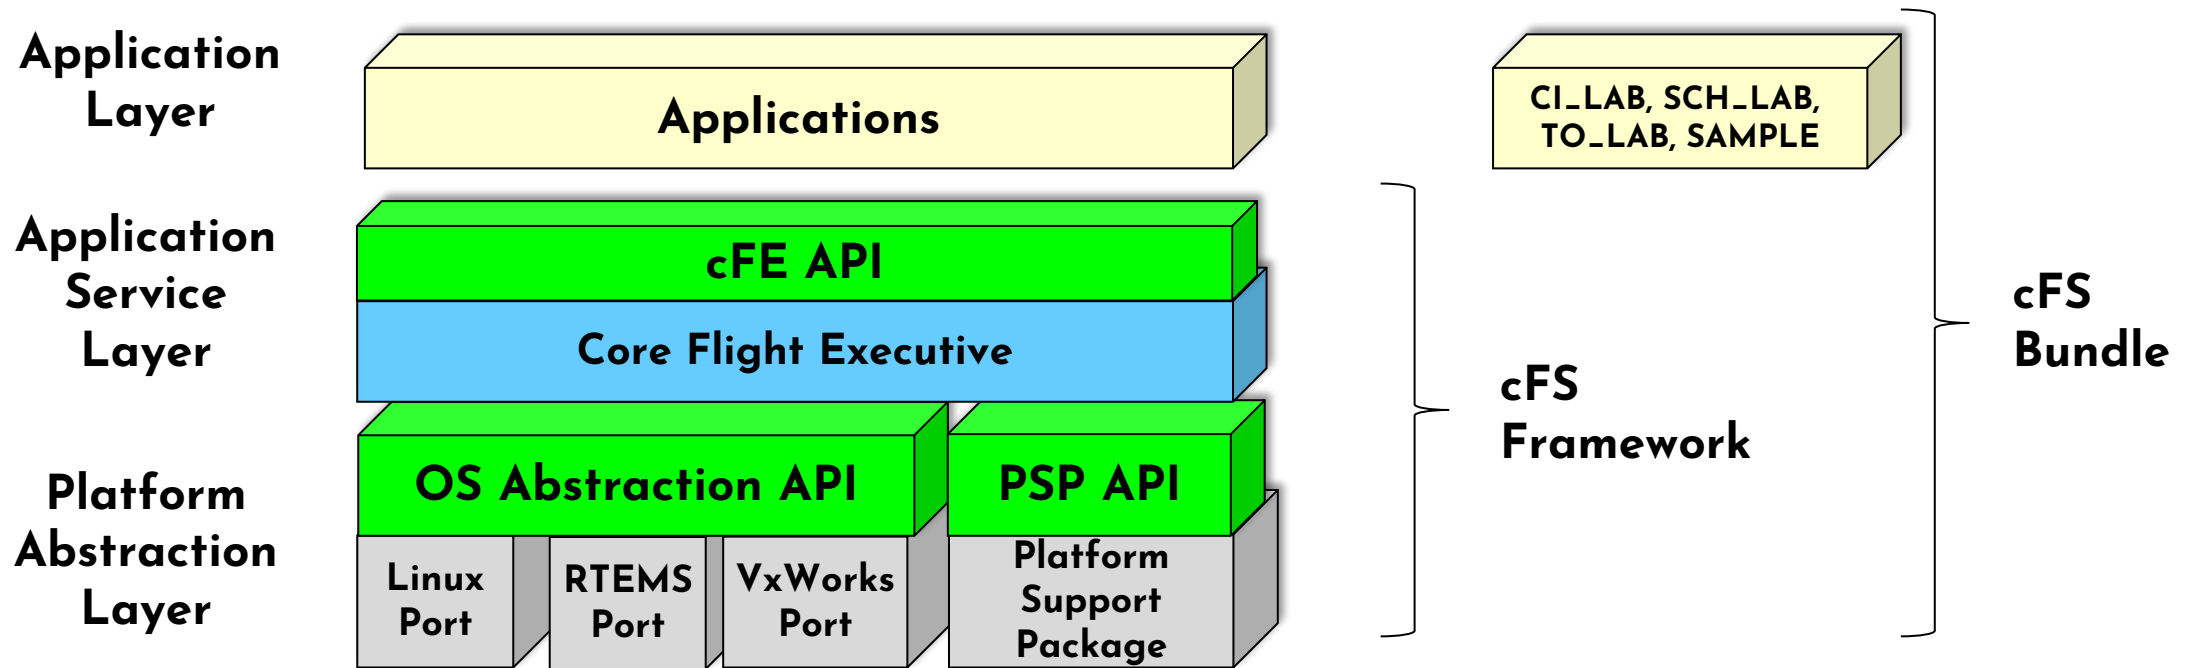 Application
Layer
Applications
CI_LAB, SCH_LAB,
TO_LAB, SAMPLE
Application
Service
Layer
cFE API
Core Flight Executive
cFS
Bundle
cFS
Framework
Platform
Abstraction
Layer
OS Abstraction API
PSP API
Linux
Port
RTEMS
Port
VxWorks
Port
Platform
Support
Package